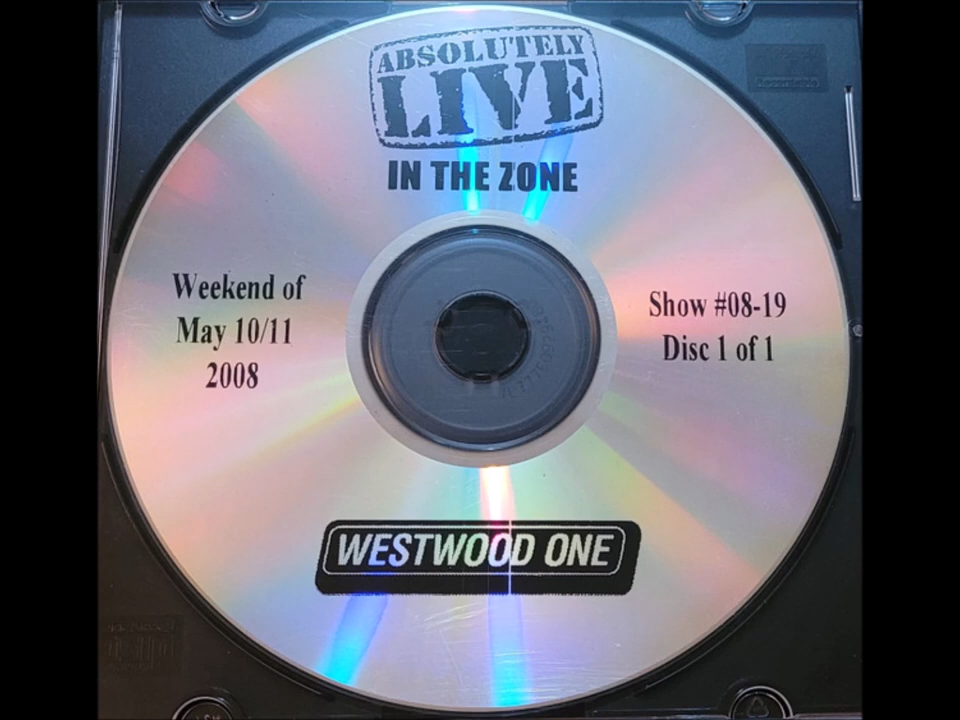 ABSOLUTELY
LIVE
IN THE ZONE
Weekend of
May 10/11
2008
Show #08-19
Disc 1 of 1
WESTWOOD ONE